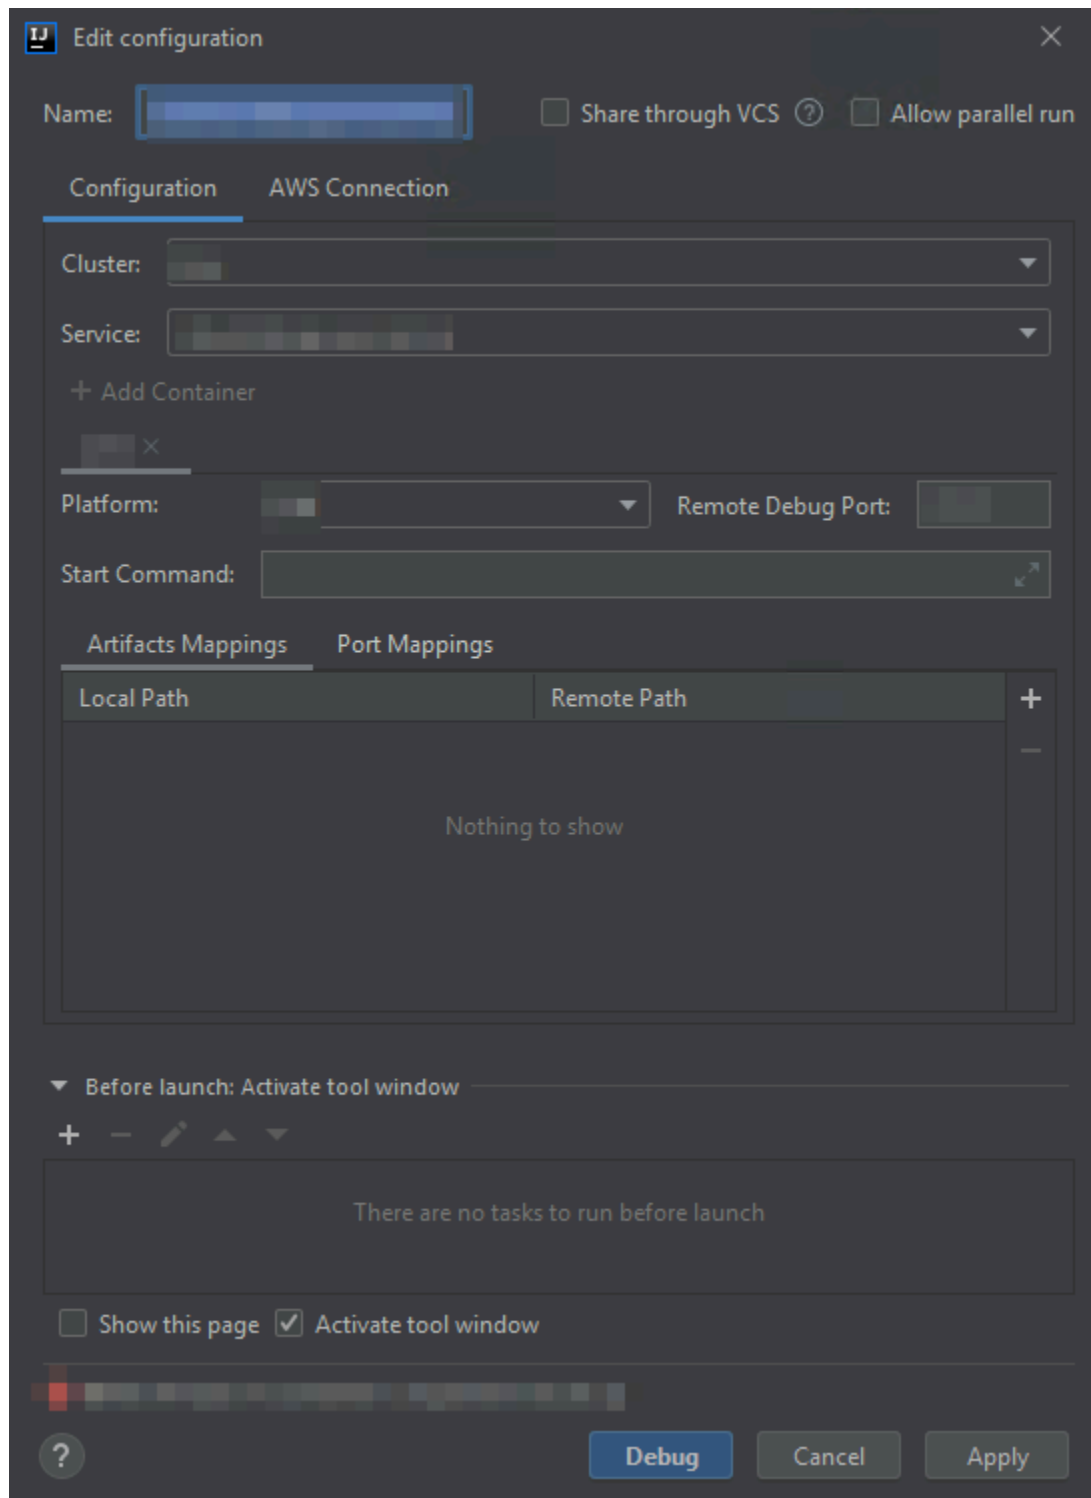 IJ
Edit configuration
Name:
Share through VCS ? Allow parallel run
Configuration AWS Connection
Cluster:
Service:
+ Add Container
Platform: Remote Debug Port:
Start Command:
Artifacts Mappings Port Mappings
Local Path Remote Path
Nothing to show
Before launch: Activate tool window
There are no tasks to run before launch
Show this page Activate tool window
? Debug Cancel Apply